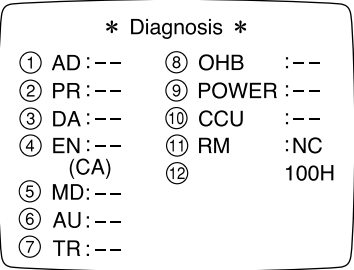 * Diagnosis *
① AD:--
② PR:--
③ DA:--
④ EN:--
(CA)
⑤ MD:--
⑥ AU:--
⑦ TR:--
⑧ OHB :--
⑨ POWER:--
⑩ CCU :--
⑪ RM :NC
⑫ 100H